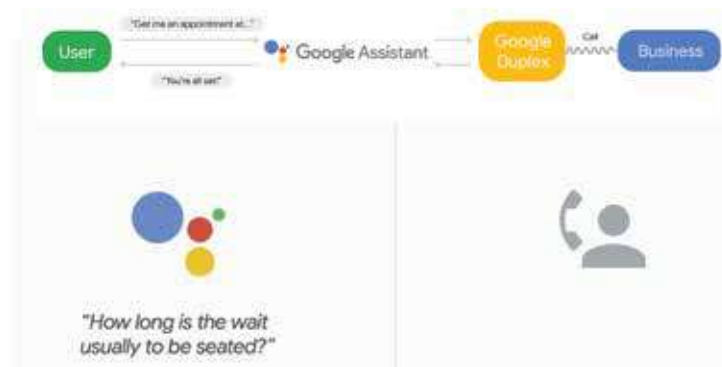 "Get me an appointment at..."
User
Google Assistant
Google
Duplex
Call
Business
"You're all set!"
"How long is the wait
usually to be seated?"